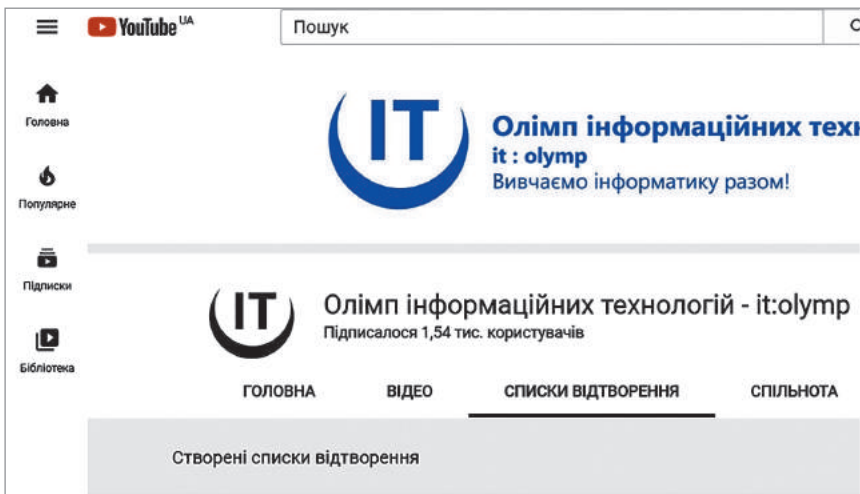 YouTube UA
Пошук
Головна
Популярне
Підписки
Бібліотека
IT
Олімп інформаційних
it : olymp
Вивчаємо інформатику разом!
IT
Олімп інформаційних технологій - it:olymp
Підписалося 1,54 тис. користувачів
ГОЛОВНА ВІДЕО СПИСКИ ВІДТВОРЕННЯ СПІЛЬНОТА
Створені списки відтворення